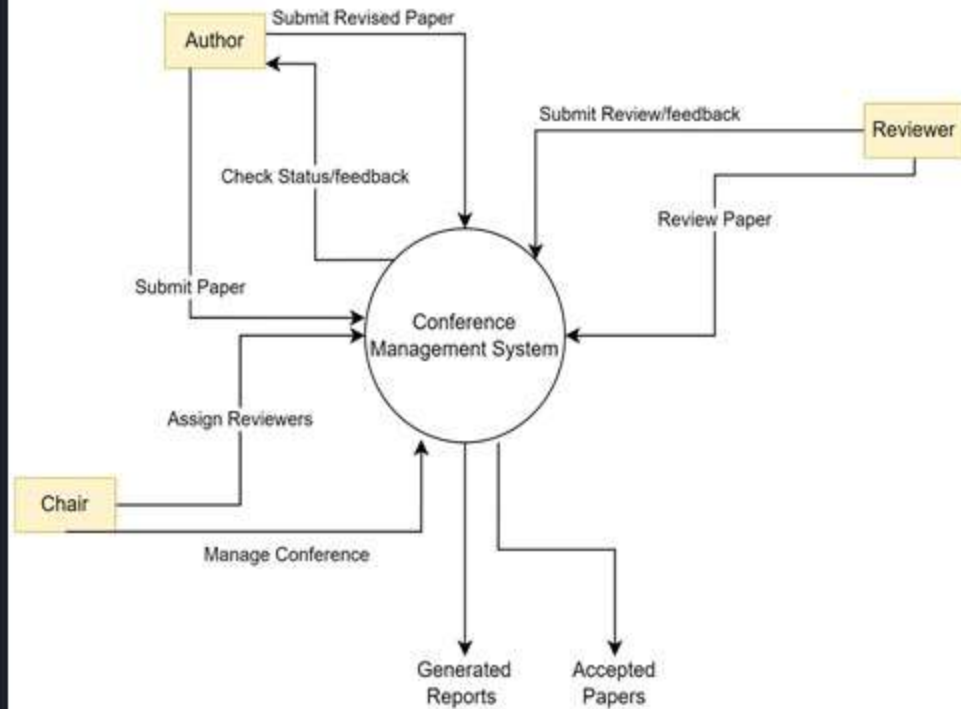 Submit Revised Paper
Author
Submit Review/feedback
Reviewer
Check Status/feedback
Review Paper
Submit Paper
Conference
Management System
Assign Reviewers
Chair
Manage Conference
Generated
Reports
Accepted
Papers